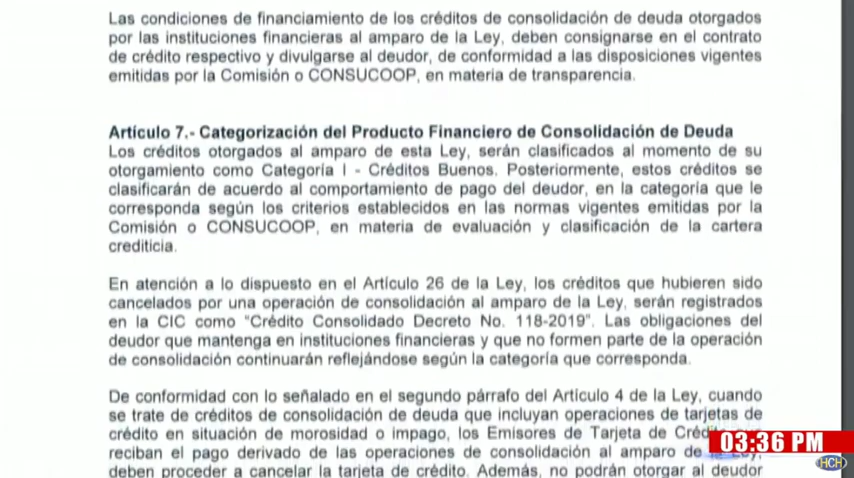 Las condiciones de financiamiento de los créditos de consolidación de deuda otorgados
por las instituciones financieras al amparo de la Ley, deben consignarse en el contrato
de crédito respectivo y divulgarse al deudor, de conformidad a las disposiciones vigentes
emitidas por la Comisión o CONSUCOOP, en materia de transparencia.
Artículo 7.- Categorización del Producto Financiero de Consolidación de Deuda
Los créditos otorgados al amparo de esta Ley, serán clasificados al momento de su
otorgamiento como Categoría I - Créditos Buenos. Posteriormente, estos créditos se
clasificarán de acuerdo al comportamiento de pago del deudor, en la categoría que le
corresponda según los criterios establecidos en las normas vigentes emitidas por la
Comisión o CONSUCOOP, en materia de evaluación y clasificación de la cartera
crediticia.
En atención a lo dispuesto en el Artículo 26 de la Ley, los créditos que hubieren sido
cancelados por una operación de consolidación al amparo de la Ley, serán registrados
en la CIC como "Crédito Consolidado Decreto No. 118-2019". Las obligaciones del
deudor que mantenga en instituciones financieras y que no formen parte de la operación
de consolidación continuarán reflejándose según la categoría que corresponda.
De conformidad con lo señalado en el segundo párrafo del Artículo 4 de la Ley, cuando
se trate de créditos de consolidación de deuda que incluyan operaciones de tarjetas de
crédito en situación de morosidad o impago, los Emisores de Tarjeta de
reciban el pago derivado de las operaciones de consolidación al amparo de
deben proceder a cancelar la tarjeta de crédito. Además, no podrán otorgar al deudor
03:36 PM
HCH